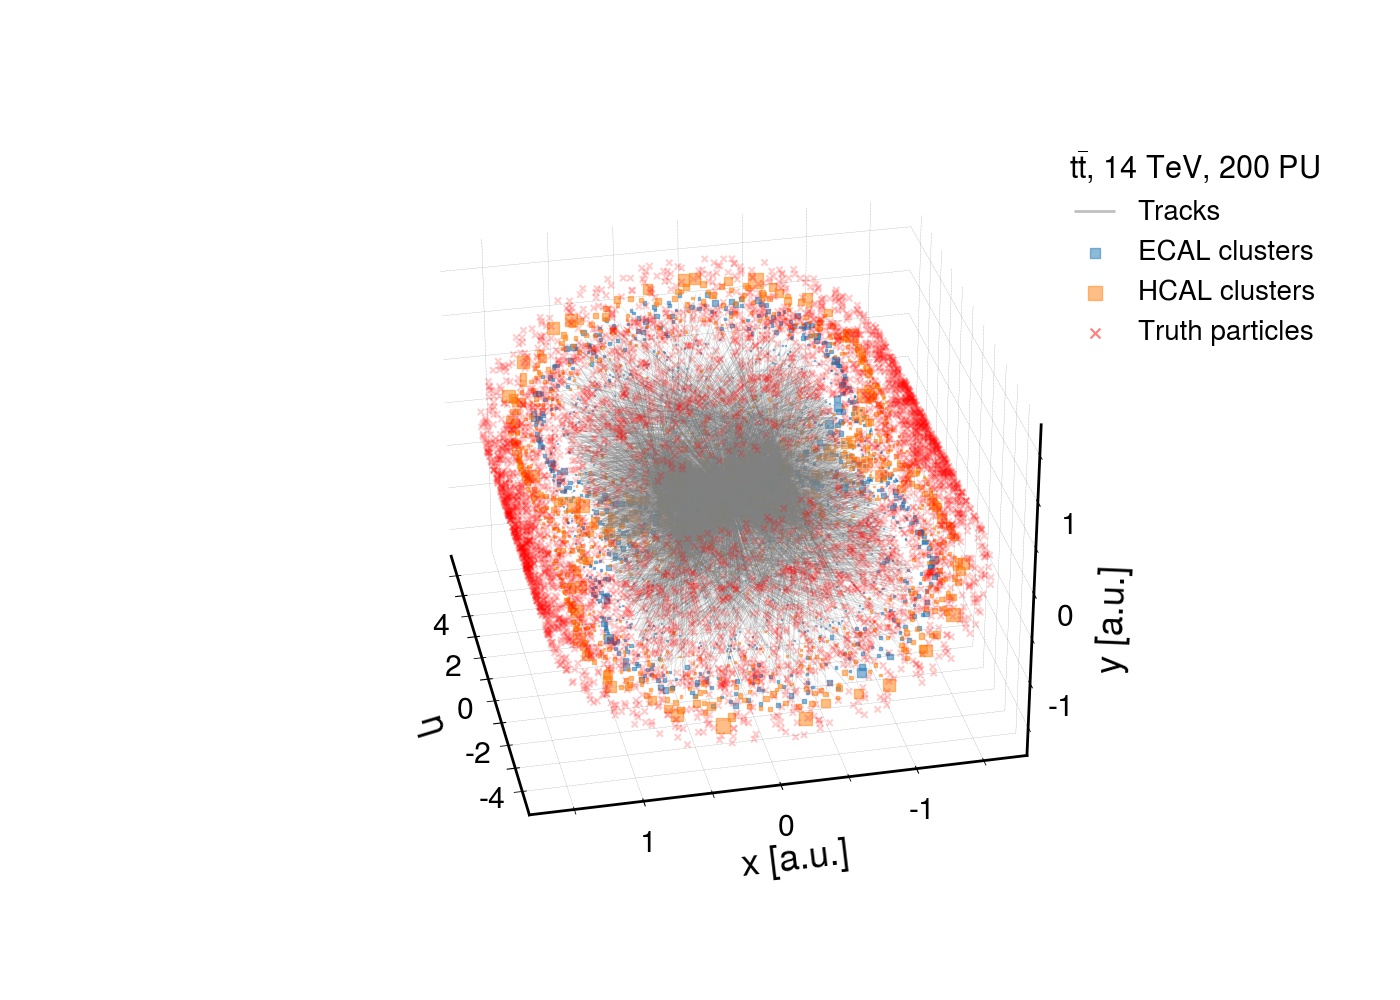 tt̄, 14 TeV, 200 PU
Tracks
ECAL clusters
HCAL clusters
Truth particles
1
0
-1
y [a.u.]
4
2
0
-2
-4
η
1
0
-1
x [a.u.]